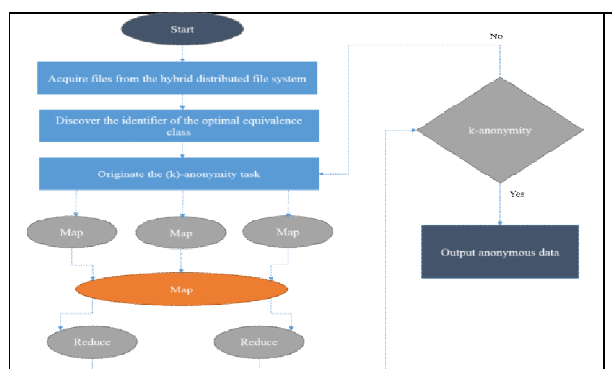 Start
Acquire files from the hybrid distributed file system
Discover the identifier of the optimal equivalence
class
Originate the (k)-anonymity task
Map
Map
Map
Map
Reduce
Reduce
No
k-anonymity
Yes
Output anonymous data